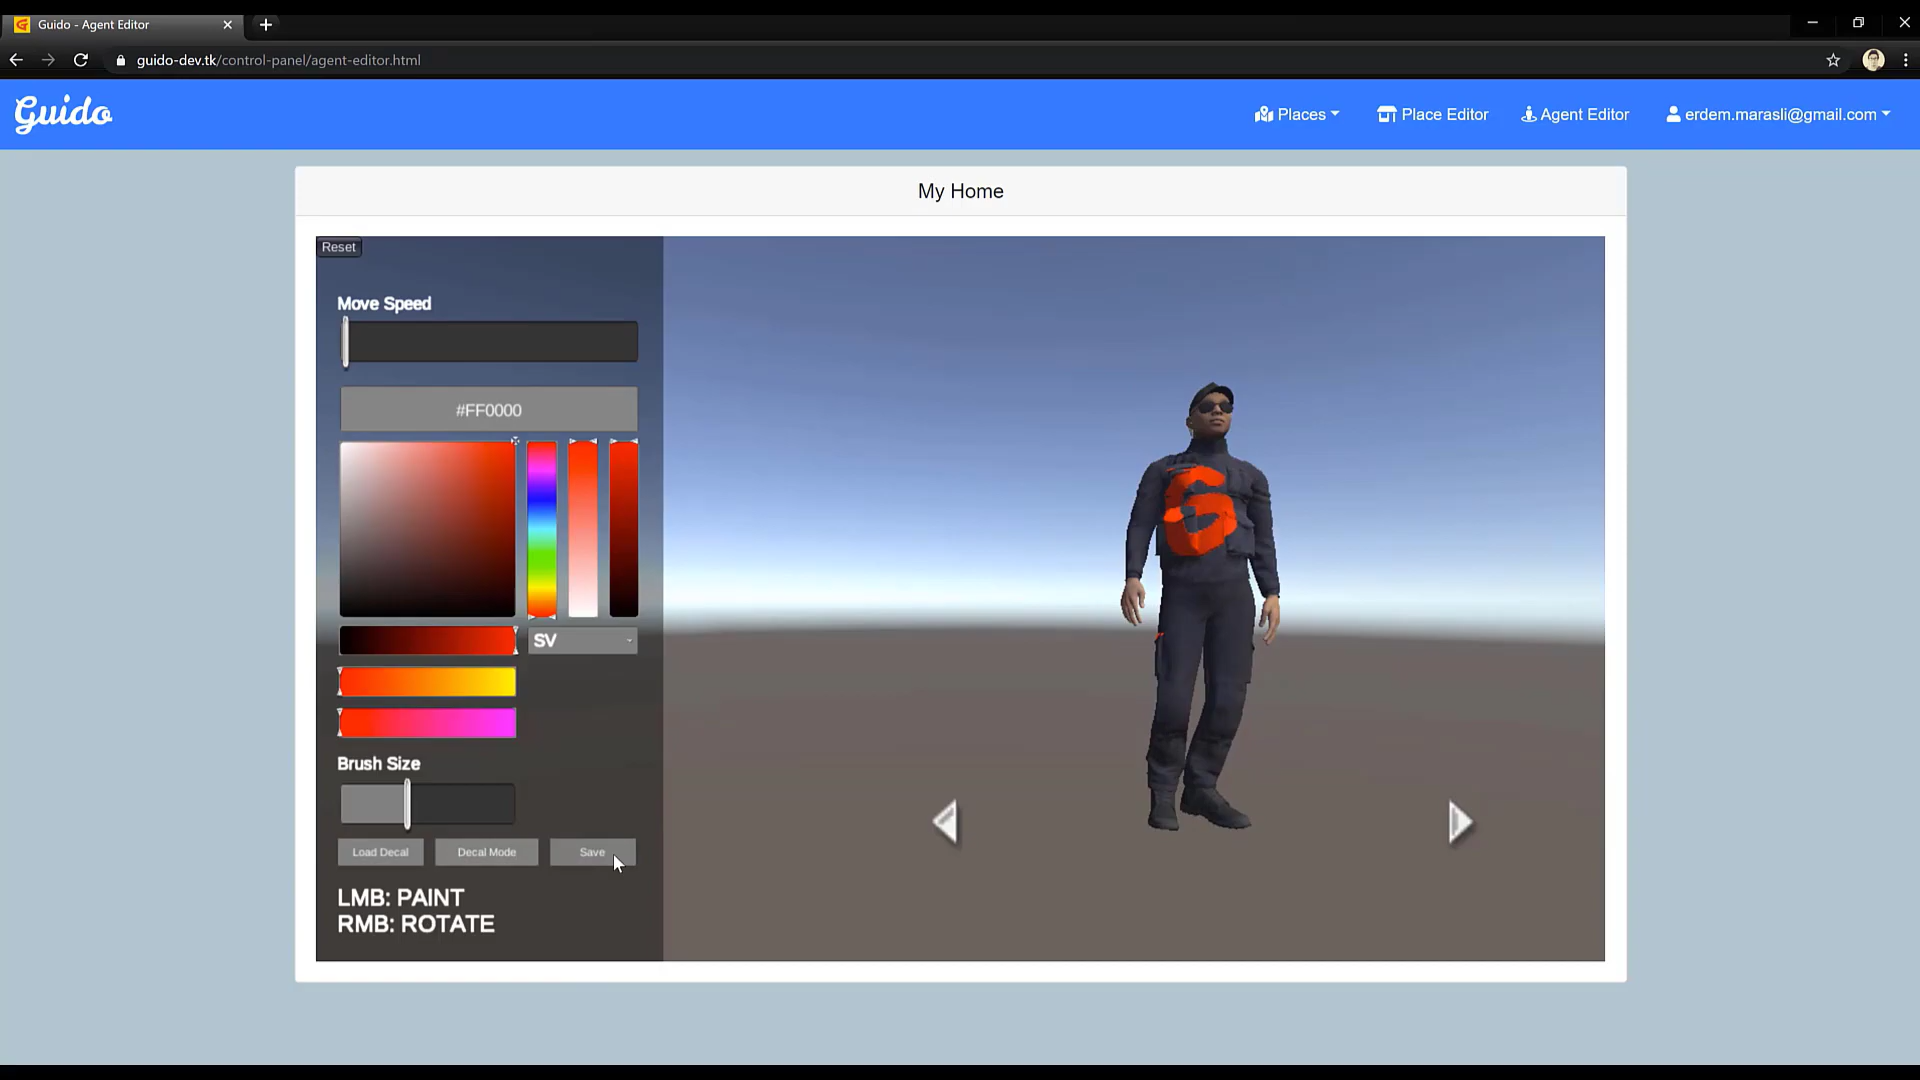 Guido - Agent Editor
guido-dev.tk/control-panel/agent-editor.html
Guido
Places
Place Editor
Agent Editor
erdem.marasli@gmail.com
My Home
Reset
Move Speed
#FF0000
SV
Brush Size
Load Decal
Decal Mode
Save
LMB: PAINT
RMB: ROTATE
G